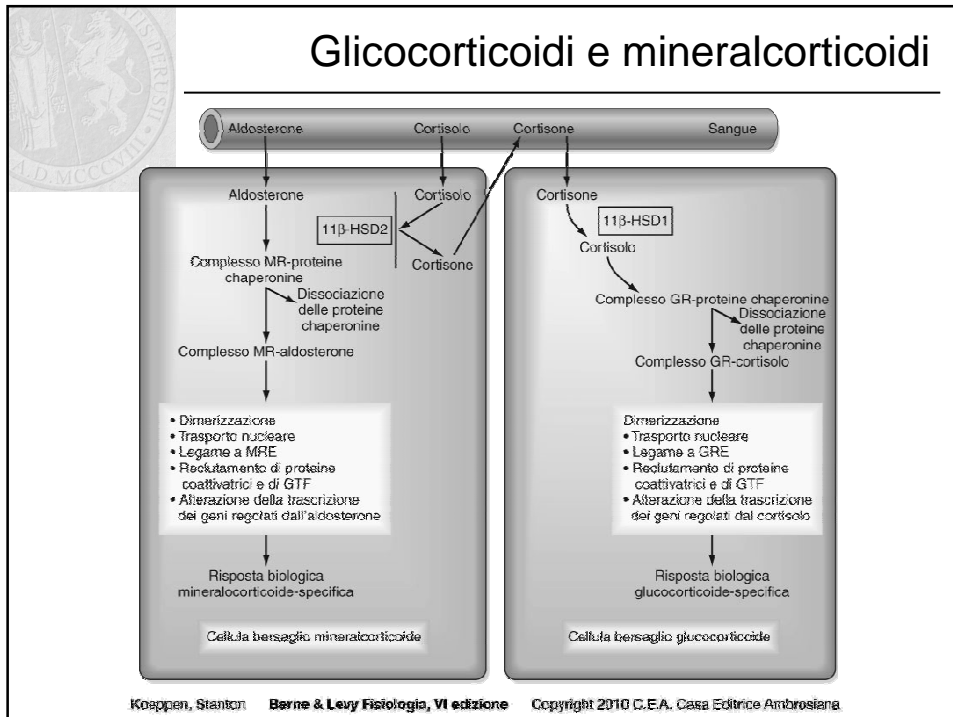 Glicocorticoidi e mineralcorticoidi
A.D. MCCCVIII
Aldosterone Cortisolo Cortisone Sangue
Aldosterone
Cortisolo
11β-HSD2
Cortisone
Complesso MR-proteine
chaperonine
Dissociazione
delle proteine
chaperonine
Complesso MR-aldosterone
• Dimerizzazione
• Trasporto nucleare
• Legame a MRE
• Reclutamento di proteine
coattivatrici e di GTF
• Alterazione della trascrizione
dei geni regolati dall'aldosterone
Risposta biologica
mineralocorticoide-specifica
Cellula bersaglio mineralcorticoide
Cortisone
11β-HSD1
Cortisolo
Complesso GR-proteine chaperonine
Dissociazione
delle proteine
chaperonine
Complesso GR-cortisolo
Dimerizzazione
• Trasporto nucleare
• Legame a GRE
• Reclutamento di proteine
coattivatrici e di GTF
• Alterazione della trascrizione
dei geni regolati dal cortisolo
Risposta biologica
glucocorticoide-specifica
Cellula bersaglio glucocorticoide
Koeppen, Stanton Berne & Levy Fisiologia, VI edizione Copyright 2010 C.E.A. Casa Editrice Ambrosiana